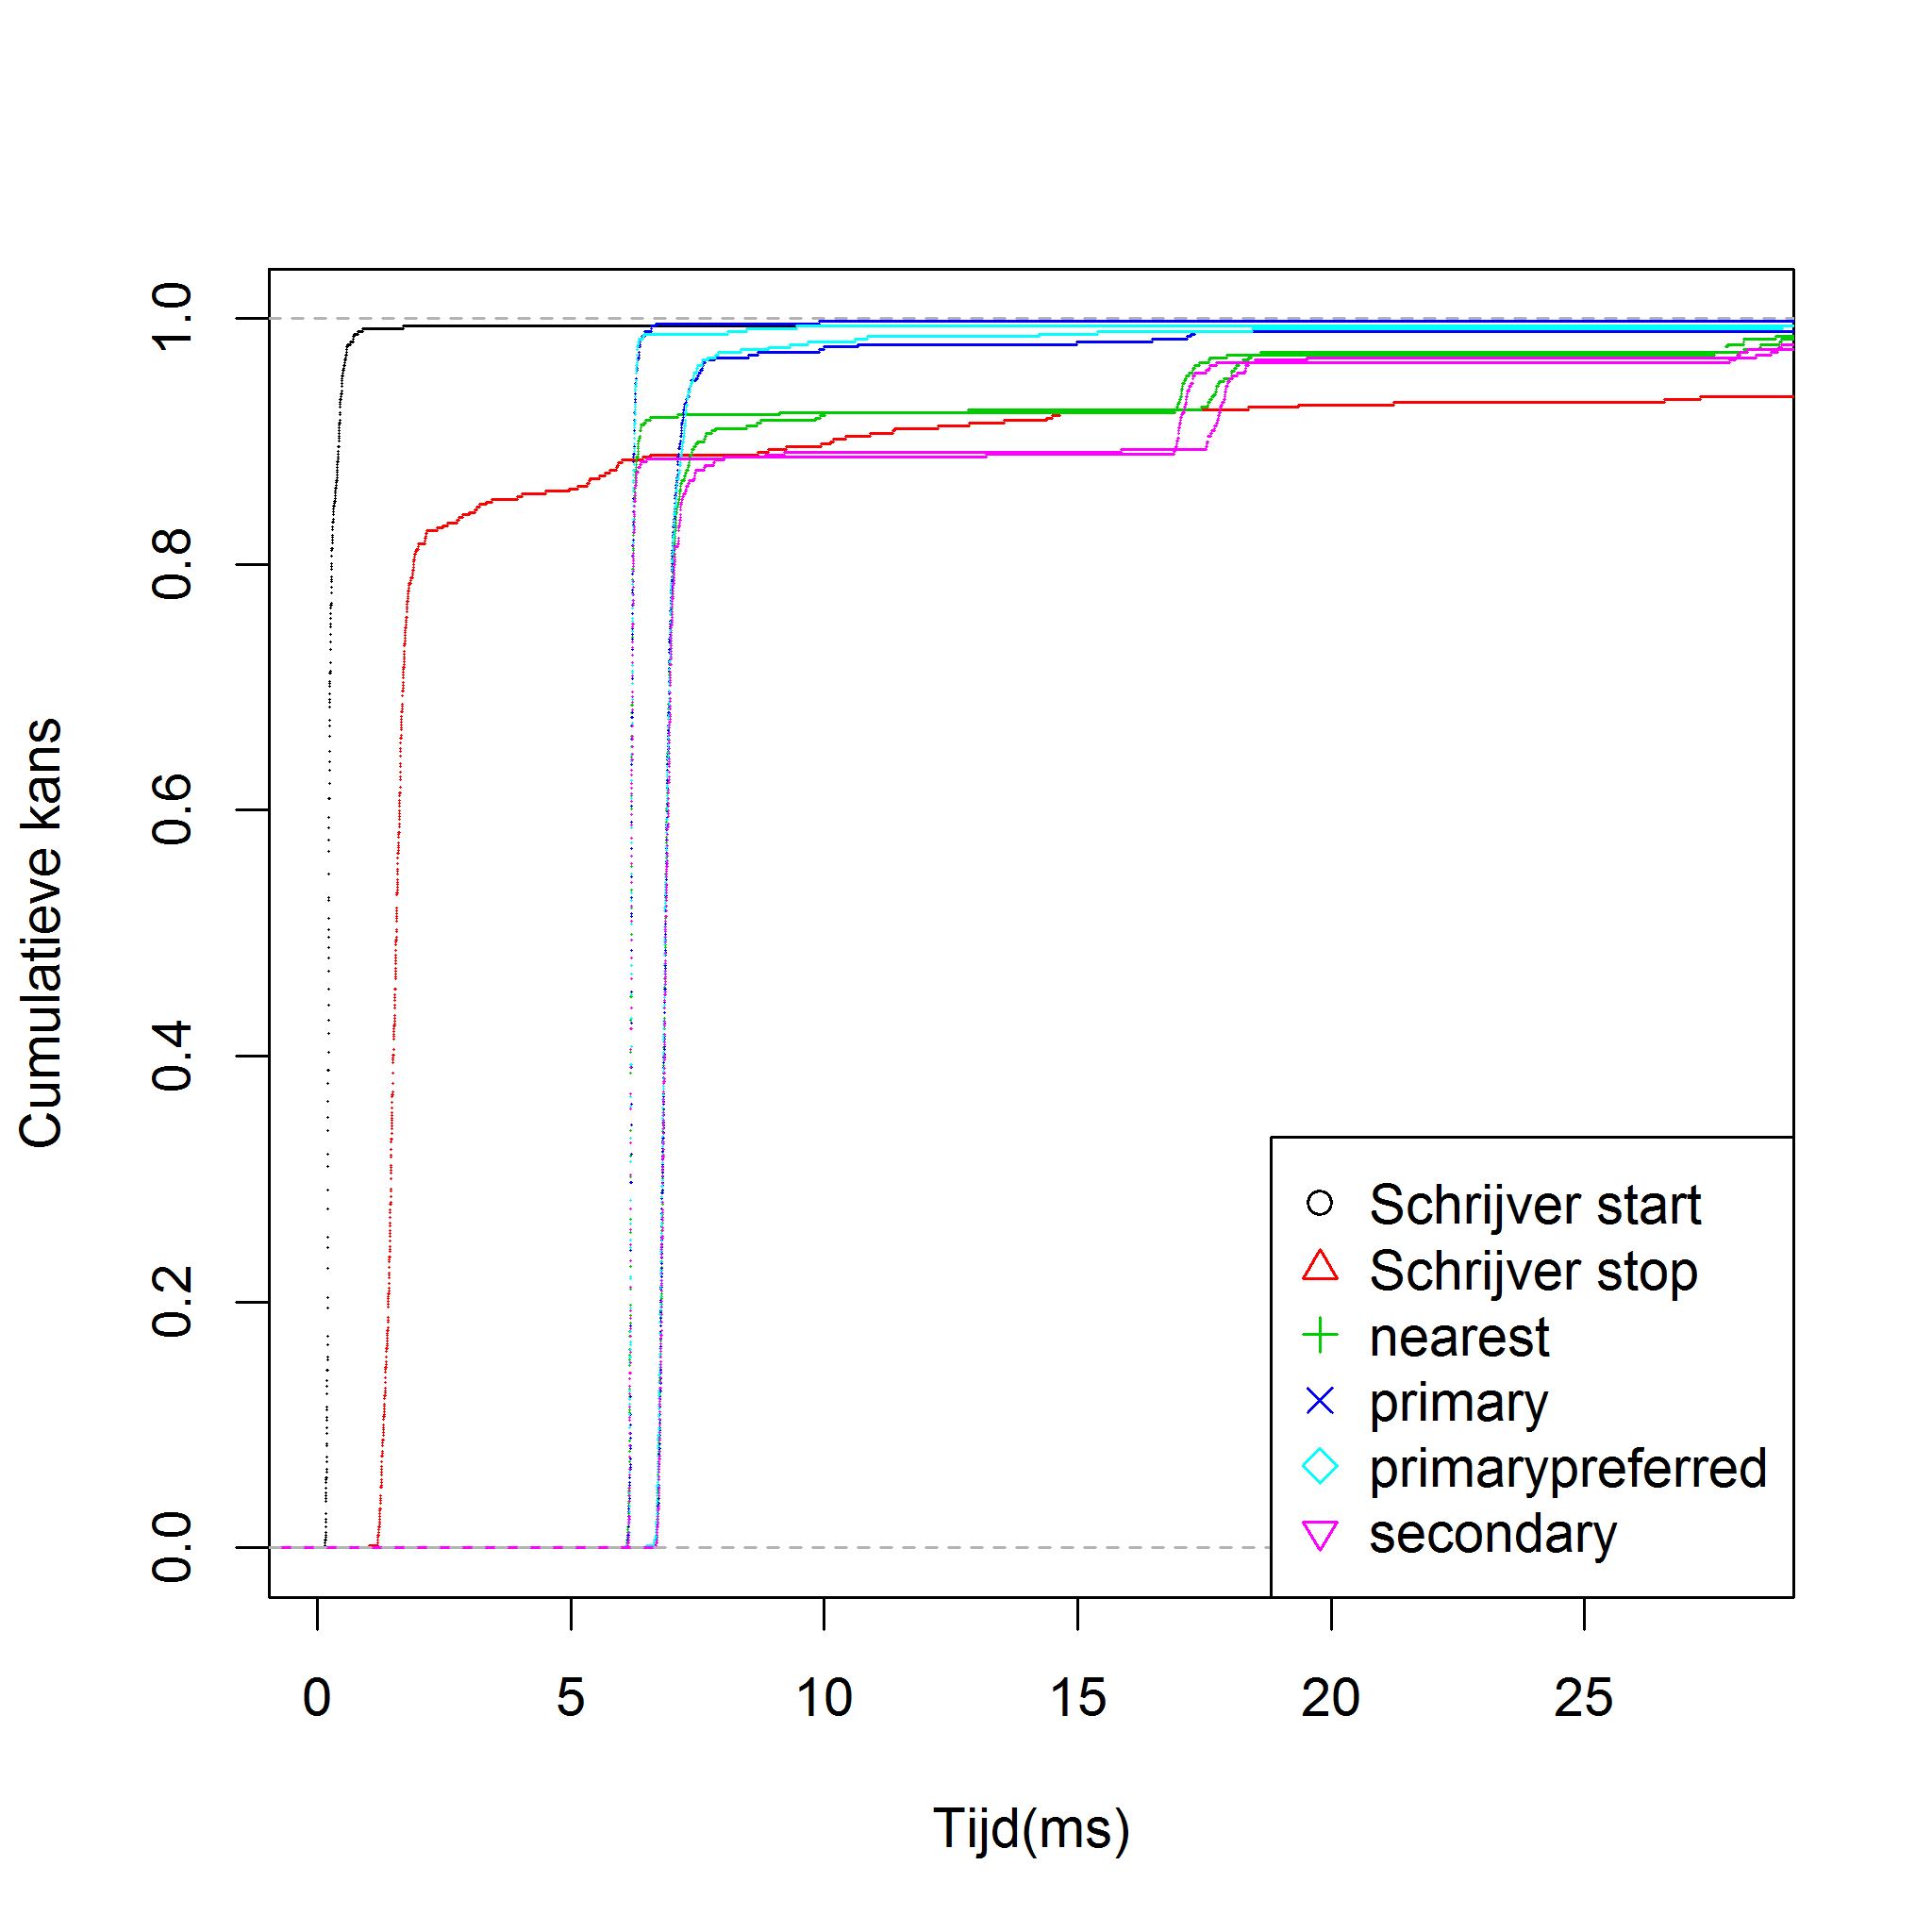 1.0
0.8
0.6
0.4
0.2
0.0
Cumulatieve kans
0
5
10
15
20
25
Tijd(ms)
Schrijver start
Schrijver stop
nearest
primary
primarypreferred
secondary